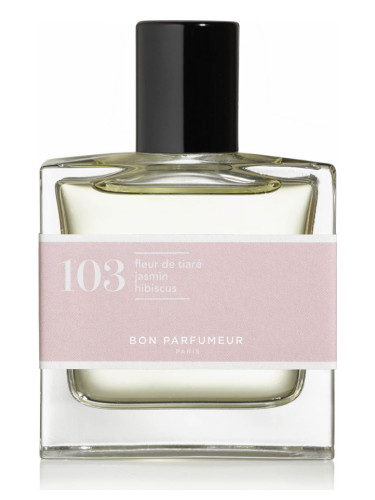 103
fleur de tiaré
jasmin
hibiscus
BON PARFUMEUR
PARIS